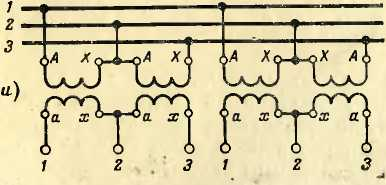 1
2
3
A X A X A X X A
и)
a x a x a x x a
1 2 3 1 2 3